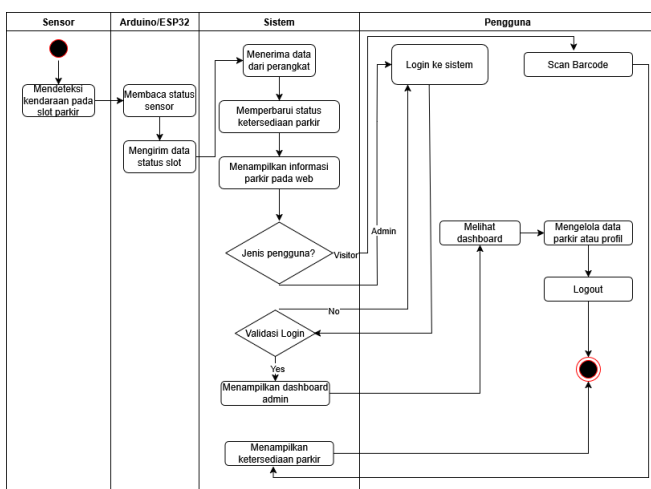 Sensor
Arduino/ESP32
Sistem
Pengguna
Mendeteksi
kendaraan pada
slot parkir
Membaca status
sensor
Mengirim data
status slot
Menerima data
dari perangkat
Memperbarui status
ketersediaan parkir
Menampilkan informasi
parkir pada web
Jenis pengguna?
Visitor
Admin
Login ke sistem
Scan Barcode
No
Validasi Login
Yes
Menampilkan dashboard
admin
Melihat
dashboard
Mengelola data
parkir atau profil
Logout
Menampilkan
ketersediaan parkir